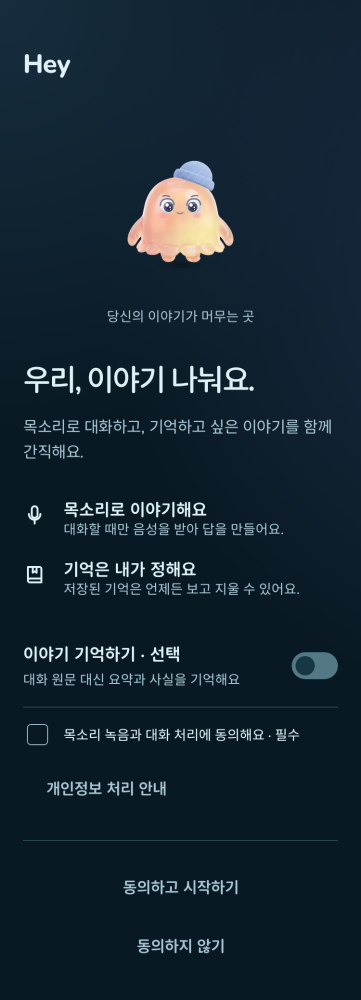 Hey
당신의 이야기가 머무는 곳
우리, 이야기 나눠요.
목소리로 대화하고, 기억하고 싶은 이야기를 함께
간직해요.
목소리로 이야기해요
대화할 때만 음성을 받아 답을 만들어요.
기억은 내가 정해요
저장된 기억은 언제든 보고 지울 수 있어요.
이야기 기억하기 · 선택
대화 원문 대신 요약과 사실을 기억해요
목소리 녹음과 대화 처리에 동의해요 · 필수
개인정보 처리 안내
동의하고 시작하기
동의하지 않기